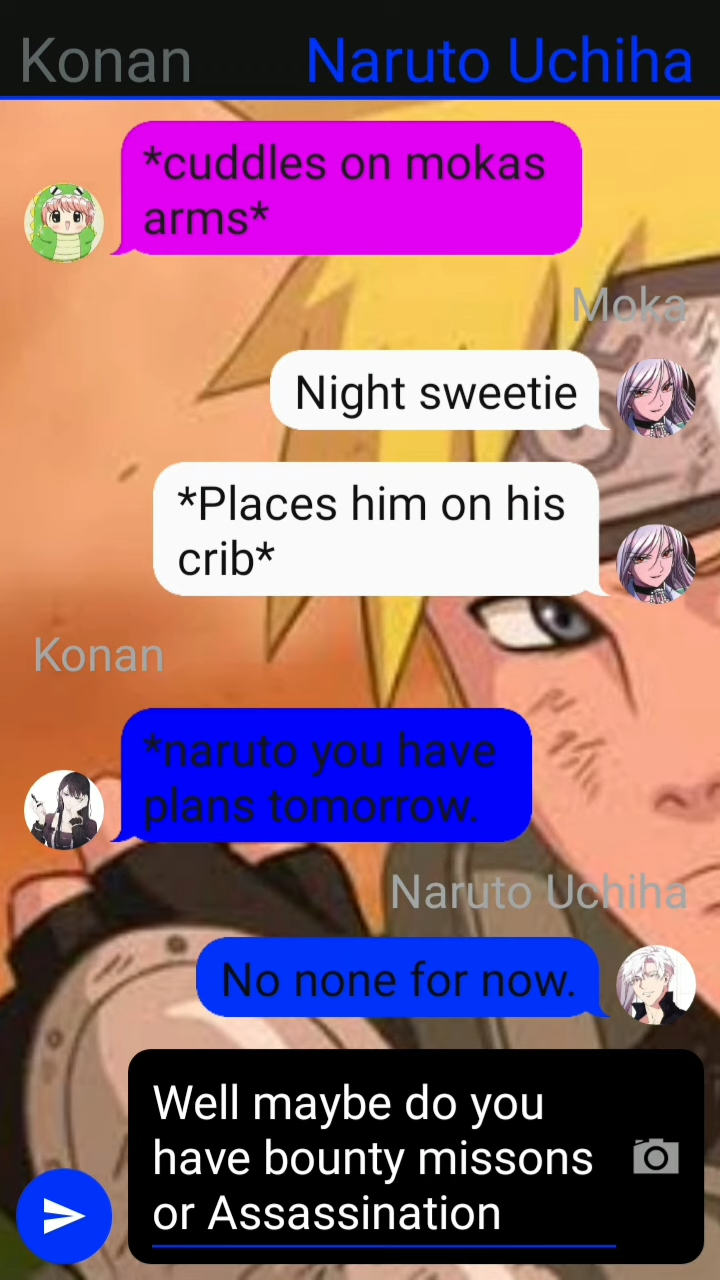 Konan Naruto Uchiha
*cuddles on mokas
arms*
Moka
Night sweetie
*Places him on his
crib*
Konan
*naruto you have
plans tomorrow.
Naruto Uchiha
No none for now.
Well maybe do you
have bounty missons
or Assassination